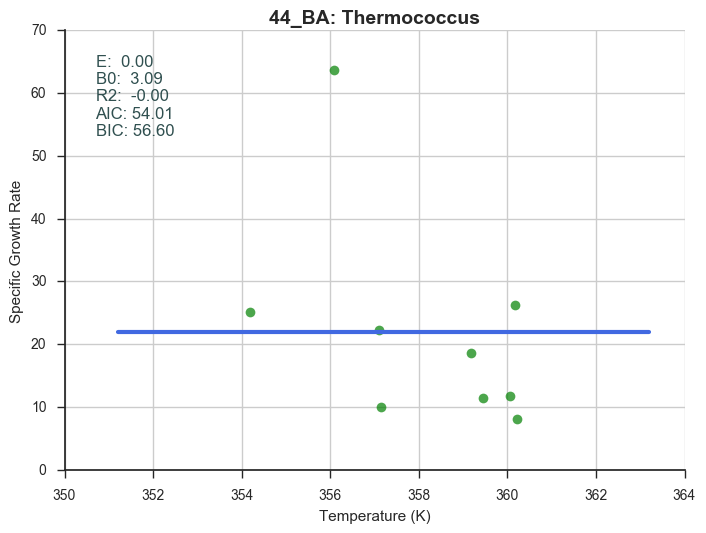 44_BA: Thermococcus
E:  0.00
B0:  3.09
R2:  -0.00
AIC: 54.01
BIC: 56.60
Specific Growth Rate
70
60
50
40
30
20
10
0
350 352 354 356 358 360 362 364
Temperature (K)